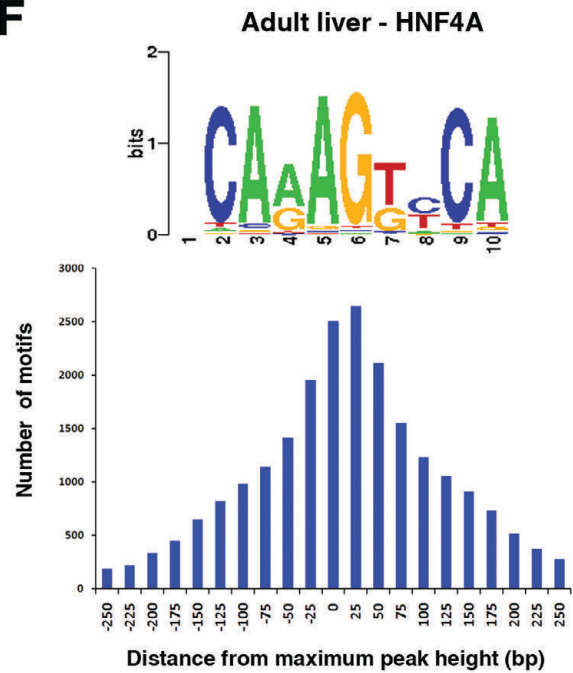 F
Adult liver - HNF4A
2
bits
1
0
C A A A G T C C A
G G T
1 2 3 4 5 6 7 8 9 10
3000
2500
2000
1500
1000
500
0
Number of motifs
-250 -225 -200 -175 -150 -125 -100 -75 -50 -25 0 25 50 75 100 125 150 175 200 225 250
Distance from maximum peak height (bp)